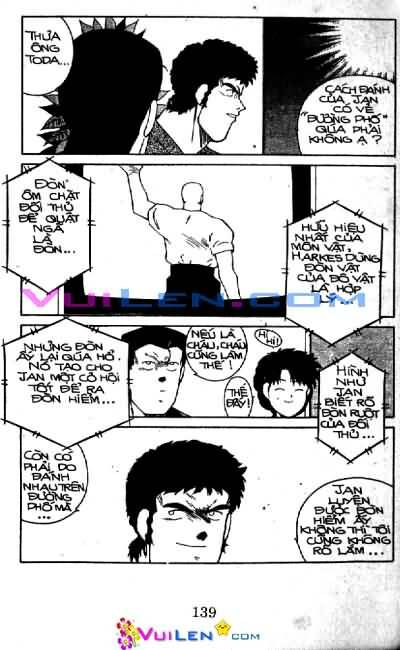 THƯA
ÔNG
TODA...
CÁCH ĐÁNH
CỦA JAN
CÓ VẺ
"ĐƯỜNG PHỐ"
QUÁ PHẢI
KHÔNG Ạ?
ĐÒN
ÔM CHẶT
ĐỐI THỦ
ĐỂ QUẬT
NGÃ
LÀ
ĐÒN...
HỮU HIỆU
NHẤT CỦA
MÔN VẬT,
HARKES DÙNG
ĐÒN VẬT
CỦA ĐÔ VẬT
LÀ HỢP
LÝ...
VUILEN.COM
NHƯNG ĐÒN
ẤY LẠI QUÁ HỞ.
NÓ TẠO CHO
JAN MỘT CƠ HỘI
TỐT ĐỂ RA
ĐÒN HIỂM...
NẾU LÀ
CHÁU, CHÁU
CŨNG LÀM
THẾ!
HI
HI!
THẾ
ĐẤY!
HÌNH
NHƯ
JAN
BIẾT RÕ
ĐÒN RUỘT
CỦA ĐỐI
THỦ...
CÒN CÓ
PHẢI DO
ĐÁNH
NHAU TRÊN
ĐƯỜNG
PHỐ MÀ
...
JAN
LUYỆN
ĐƯỢC ĐÒN
HIỂM ẤY
KHÔNG THÌ TÔI
CŨNG KHÔNG
RÕ LẮM...
139
VUILEN.COM